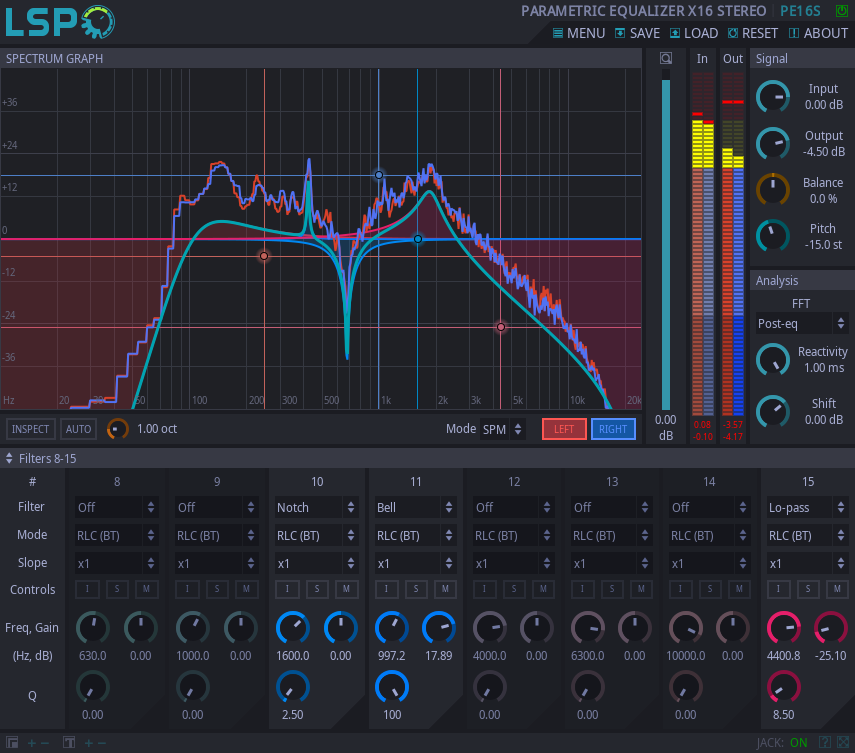 LSP
PARAMETRIC EQUALIZER X16 STEREO PE16S
MENU SAVE LOAD RESET ABOUT
SPECTRUM GRAPH
In Out
Signal
Input
0.00 dB
Output
-4.50 dB
Balance
0.0 %
Pitch
-15.0 st
Analysis
FFT
Post-eq
Reactivity
1.00 ms
Shift
0.00 dB
+36
+24
+12
0
-12
-24
-36
Hz 20 30 50 100 200 300 500 1k 2k 3k 5k 10k 20k
0.00
dB
0.08 -3.57
-0.10 -4.17
INSPECT AUTO 1.00 oct Mode SPM LEFT RIGHT
Filters 8-15
# 8 9 10 11 12 13 14 15
Filter Off Off Notch Bell Off Off Off Lo-pass
Mode RLC (BT) RLC (BT) RLC (BT) RLC (BT) RLC (BT) RLC (BT) RLC (BT) RLC (BT)
Slope x1 x1 x1 x1 x1 x1 x1 x1
Controls I S M I S M I S M I S M I S M I S M I S M I S M
Freq, Gain
(Hz, dB) 630.0 0.00 1000.0 0.00 1600.0 0.00 997.2 17.89 4000.0 0.00 6300.0 0.00 10000.0 0.00 4400.8 -25.10
Q
0.00 0.00 2.50 100 0.00 0.00 0.00 8.50
JACK: ON